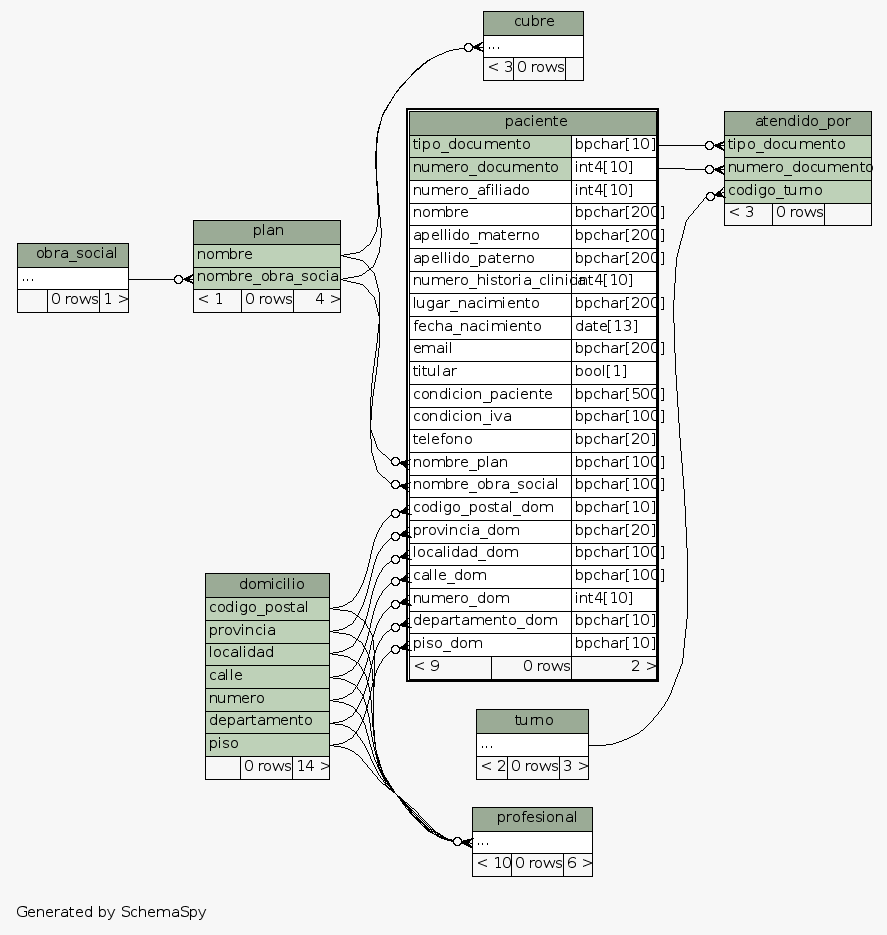 cubre
...
< 3 0 rows
paciente
tipo_documento bpchar[10]
numero_documento int4[10]
numero_afiliado int4[10]
nombre bpchar[200]
apellido_materno bpchar[200]
apellido_paterno bpchar[200]
numero_historia_clinica int4[10]
lugar_nacimiento bpchar[200]
fecha_nacimiento date[13]
email bpchar[200]
titular bool[1]
condicion_paciente bpchar[500]
condicion_iva bpchar[100]
telefono bpchar[20]
nombre_plan bpchar[100]
nombre_obra_social bpchar[100]
codigo_postal_dom bpchar[10]
provincia_dom bpchar[20]
localidad_dom bpchar[100]
calle_dom bpchar[100]
numero_dom int4[10]
departamento_dom bpchar[10]
piso_dom bpchar[10]
< 9 0 rows 2 >
atendido_por
tipo_documento
numero_documento
codigo_turno
< 3 0 rows
plan
nombre
nombre_obra_socia
< 1 0 rows 4 >
obra_social
...
0 rows 1 >
domicilio
codigo_postal
provincia
localidad
calle
numero
departamento
piso
0 rows 14 >
turno
...
< 2 0 rows 3 >
profesional
...
< 10 0 rows 6 >
Generated by SchemaSpy